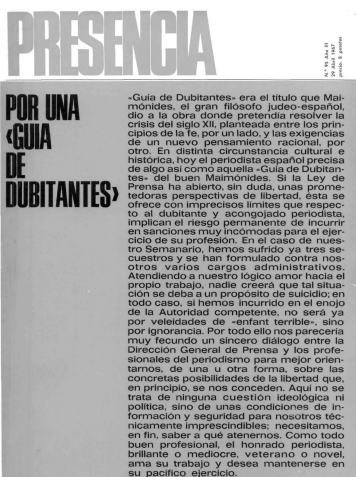 PRESENCIA
N.º 95 Año III
29 Abril 1967
precio 8 pesetas
POR UNA
«GUIA
DE
DUBITANTES»
«Guía de Dubitantes» era el título que Mai-
mónides, el gran filósofo judeo-español,
dio a la obra donde pretendía resolver la
crisis del siglo XII, planteada entre los prin-
cipios de la fe, por un lado, y las exigencias
de un nuevo pensamiento racional, por
otro. En distinta circunstancia cultural e
histórica, hoy el periodista español precisa
de algo así como aquella «Guía de Dubitan-
tes» del buen Maimónides. Si la Ley de
Prensa ha abierto, sin duda, unas prome-
tedoras perspectivas de libertad, ésta se
ofrece con imprecisos límites que respec-
to al dubitante y acongojado periodista,
implican el riesgo permanente de incurrir
en sanciones muy incómodas para el ejer-
cicio de su profesión. En el caso de nues-
tro Semanario, hemos sufrido ya tres se-
cuestros y se han formulado contra nos-
otros varios cargos administrativos.
Atendiendo a nuestro lógico amor hacia el
propio trabajo, nadie creerá que tal situa-
ción se deba a un propósito de suicidio; en
todo caso, si hemos incurrido en el enojo
de la Autoridad competente, no será ya
por veleidades de «enfant terrible», sino
por ignorancia. Por todo ello nos parecería
muy fecundo un sincero diálogo entre la
Dirección General de Prensa y los profe-
sionales del periodismo para mejor orien-
tarnos, de una u otra forma, sobre las
concretas posibilidades de la libertad que,
en principio, se nos conceden. Aquí no se
trata de ninguna cuestión ideológica ni
política, sino de unas condiciones de in-
formación y seguridad para nosotros téc-
nicamente imprescindibles; necesitamos,
en fin, saber a qué atenernos. Como todo
buen profesional, el honrado periodista,
brillante o mediocre, veterano o novel,
ama su trabajo y desea mantenerse en
su pacífico ejercicio.